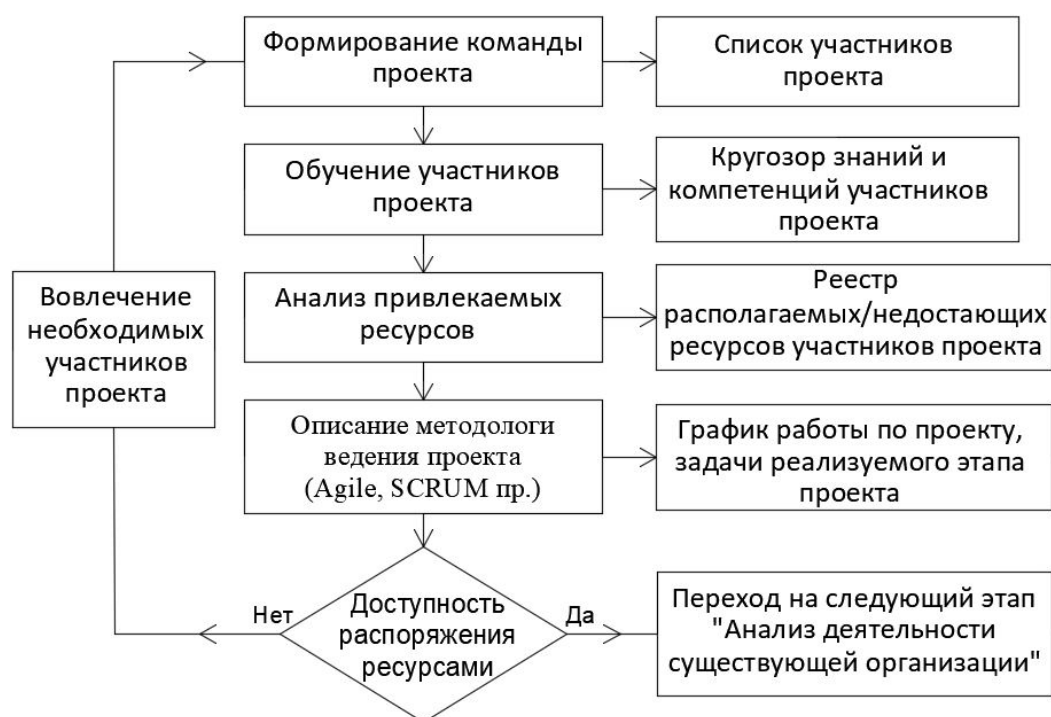 Формирование команды
проекта
Список участников
проекта
Обучение участников
проекта
Кругозор знаний и
компетенций участников
проекта
Вовлечение
необходимых
участников
проекта
Анализ привлекаемых
ресурсов
Реестр
располагаемых/недостающих
ресурсов участников проекта
Описание методологи
ведения проекта
(Agile, SCRUM пр.)
График работы по проекту,
задачи реализуемого этапа
проекта
Нет
Доступность
распоряжения
ресурсами
Да
Переход на следующий этап
"Анализ деятельности
существующей организации"